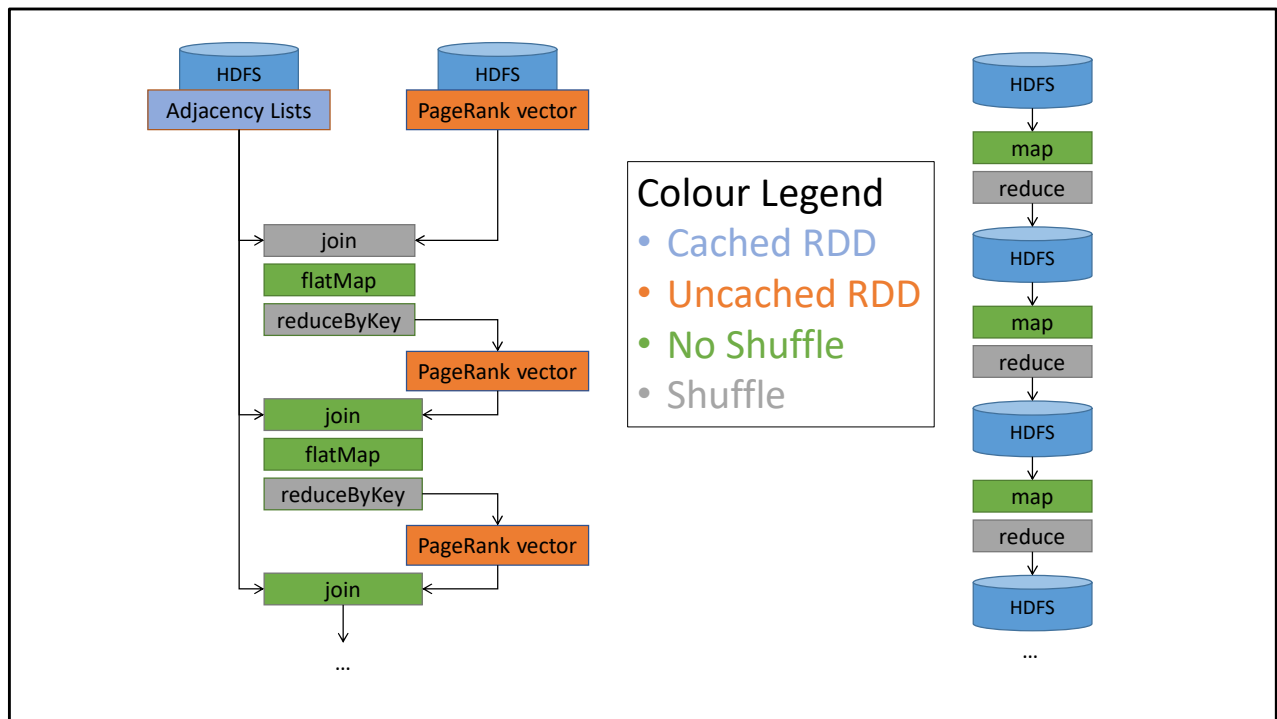 HDFS
Adjacency Lists
HDFS
PageRank vector
join
flatMap
reduceByKey
PageRank vector
join
flatMap
reduceByKey
PageRank vector
join
...
Colour Legend
• Cached RDD
• Uncached RDD
• No Shuffle
• Shuffle
HDFS
map
reduce
HDFS
map
reduce
HDFS
map
reduce
HDFS
...